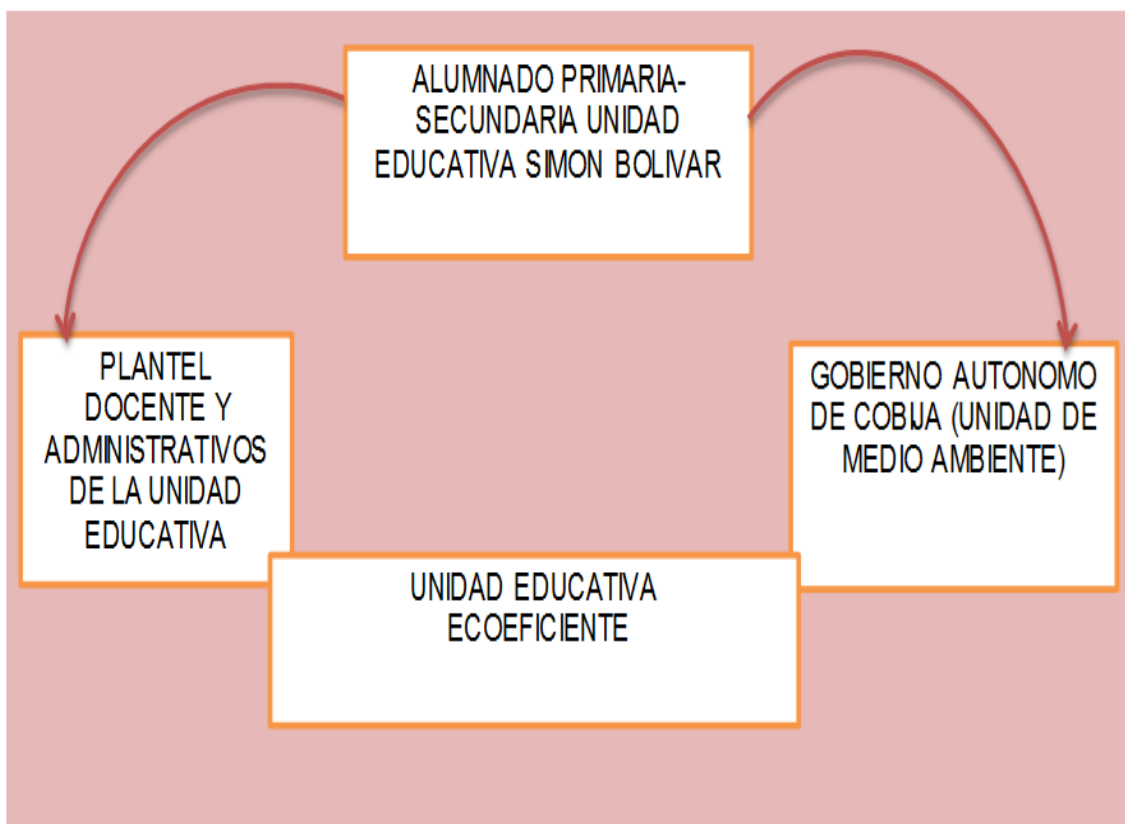 ALUMNADO PRIMARIA-
SECUNDARIA UNIDAD
EDUCATIVA SIMON BOLIVAR
PLANTEL
DOCENTE Y
ADMINISTRATIVOS
DE LA UNIDAD
EDUCATIVA
GOBIERNO AUTONOMO
DE COBIJA (UNIDAD DE
MEDIO AMBIENTE)
UNIDAD EDUCATIVA
ECOEFICIENTE